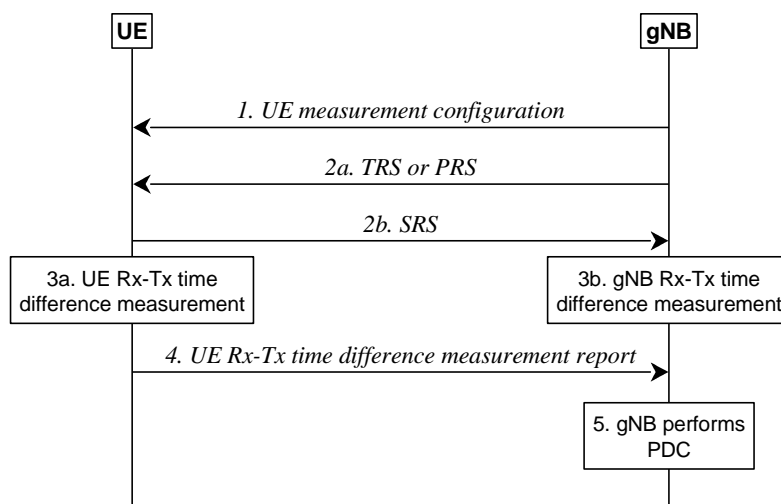 UE
gNB
1. UE measurement configuration
2a. TRS or PRS
2b. SRS
3a. UE Rx-Tx time
difference measurement
3b. gNB Rx-Tx time
difference measurement
4. UE Rx-Tx time difference measurement report
5. gNB performs
PDC